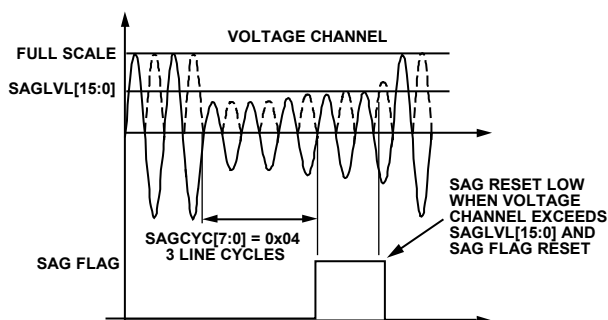 VOLTAGE CHANNEL
FULL SCALE
SAGLVL[15:0]
SAG RESET LOW
WHEN VOLTAGE
CHANNEL EXCEEDS
SAGLVL[15:0] AND
SAG FLAG RESET
SAGCYC[7:0] = 0x04
3 LINE CYCLES
SAG FLAG